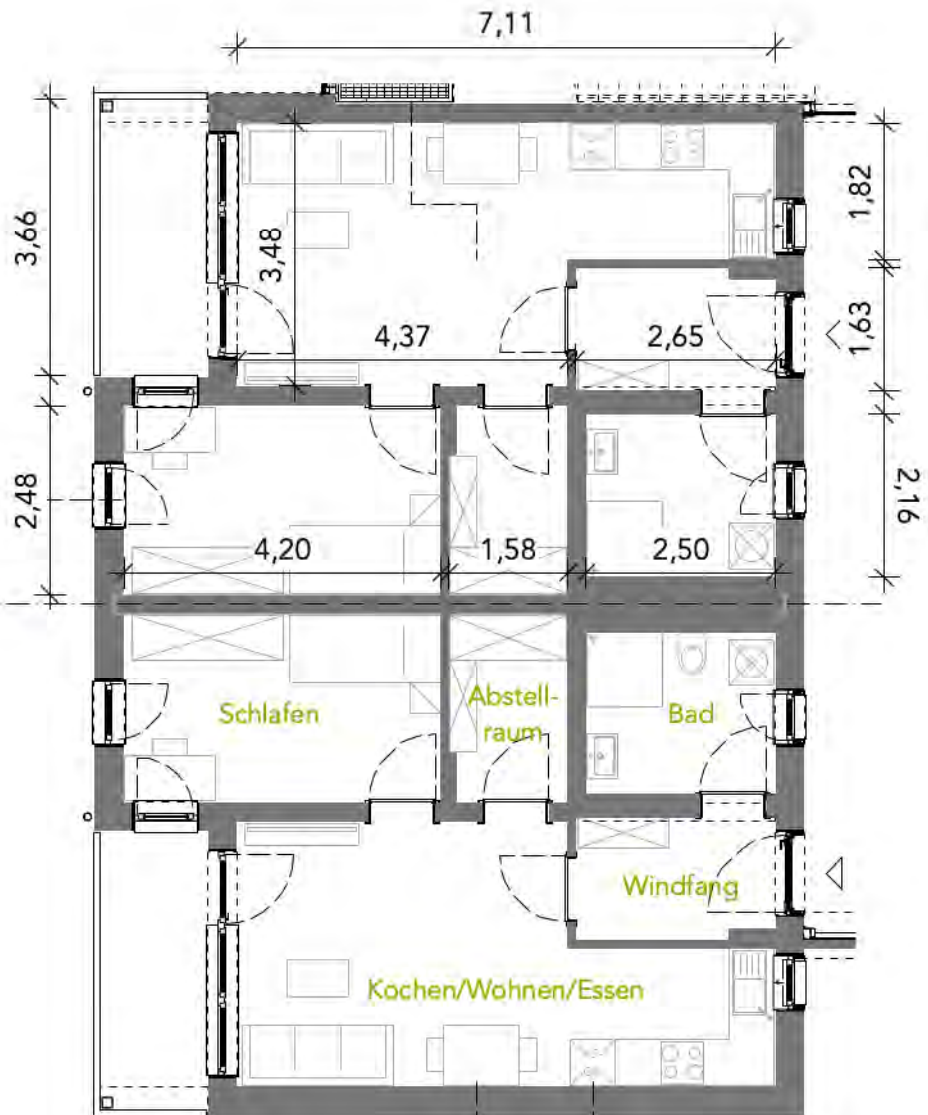 7,11
3,66
3,48
1,82
4,37
2,65
1,63
2,48
2,16
4,20
1,58
2,50
Schlafen
Abstell-
raum
Bad
Windfang
Kochen/Wohnen/Essen